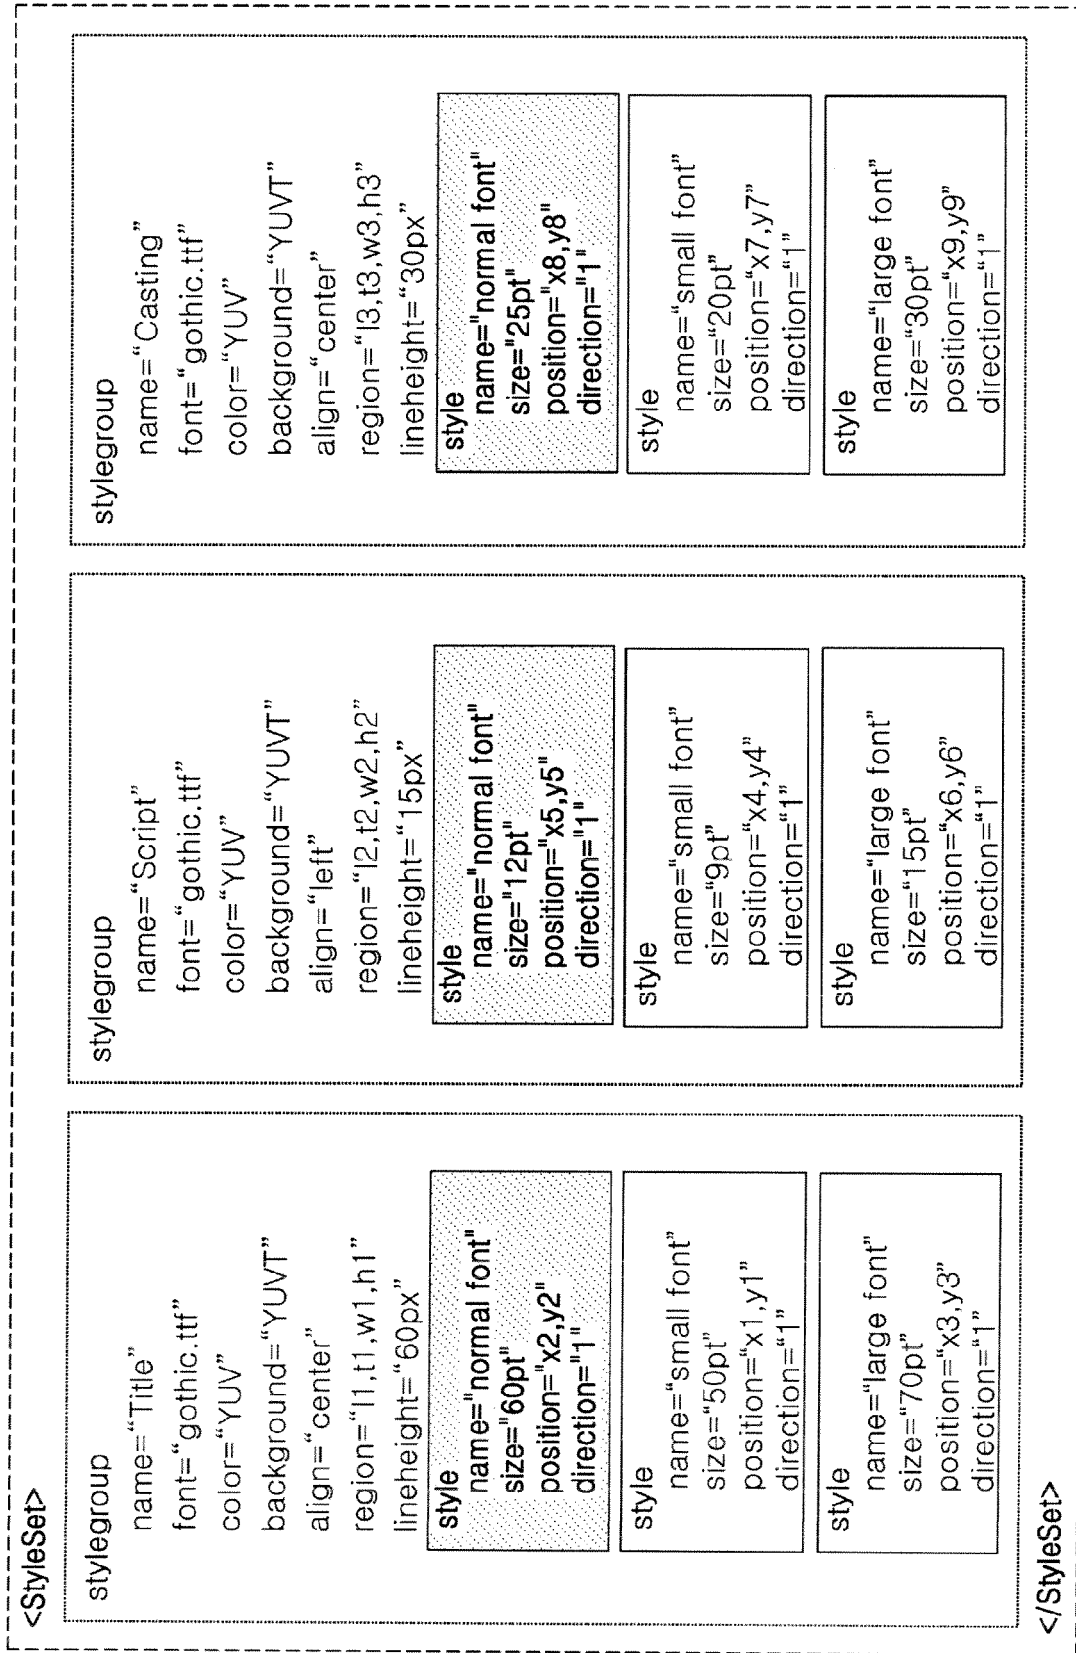 <StyleSet>
stylegroup
name=“Title”
font=“gothic.ttf”
color=“YUV”
background=“YUVT”
align=“center”
region=“l1,t1,w1,h1”
lineheight=“60px”
style
name="normal font"
size="60pt"
position="x2,y2"
direction="1"
style
name=“small font”
size=“50pt”
position=“x1,y1”
direction=“1”
style
name=“large font”
size=“70pt”
position=“x3,y3”
direction=“1”
stylegroup
name=“Script”
font=“gothic.ttf”
color=“YUV”
background=“YUVT”
align=“left”
region=“l2,t2,w2,h2”
lineheight=“15px”
style
name="normal font"
size="12pt"
position="x5,y5"
direction="1"
style
name=“small font”
size=“9pt”
position=“x4,y4”
direction=“1”
style
name=“large font”
size=“15pt”
position=“x6,y6”
direction=“1”
stylegroup
name=“Casting”
font=“gothic.ttf”
color=“YUV”
background=“YUVT”
align=“center”
region=“l3,t3,w3,h3”
lineheight=“30px”
style
name="normal font"
size="25pt"
position="x8,y8"
direction="1"
style
name=“small font”
size=“20pt”
position=“x7,y7”
direction=“1”
style
name=“large font”
size=“30pt”
position=“x9,y9”
direction=“1”
</StyleSet>